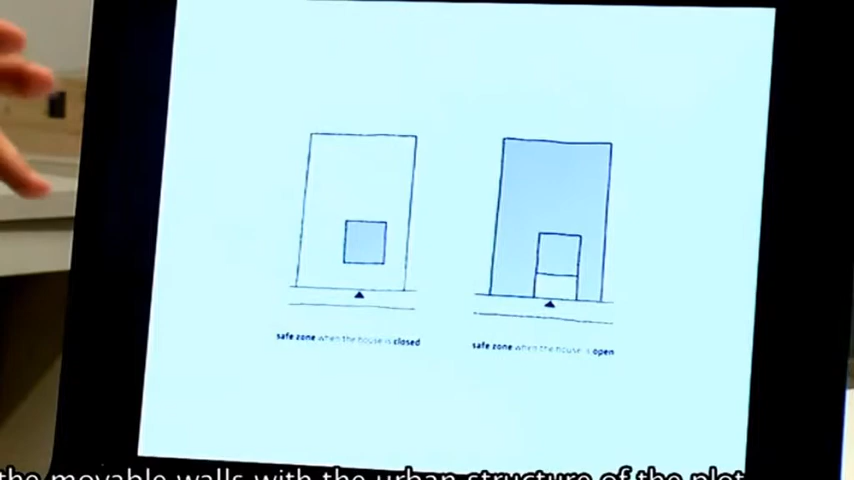 safe zone when the house is closed
safe zone when the house is open
the movable walls with the urban structure of the plot